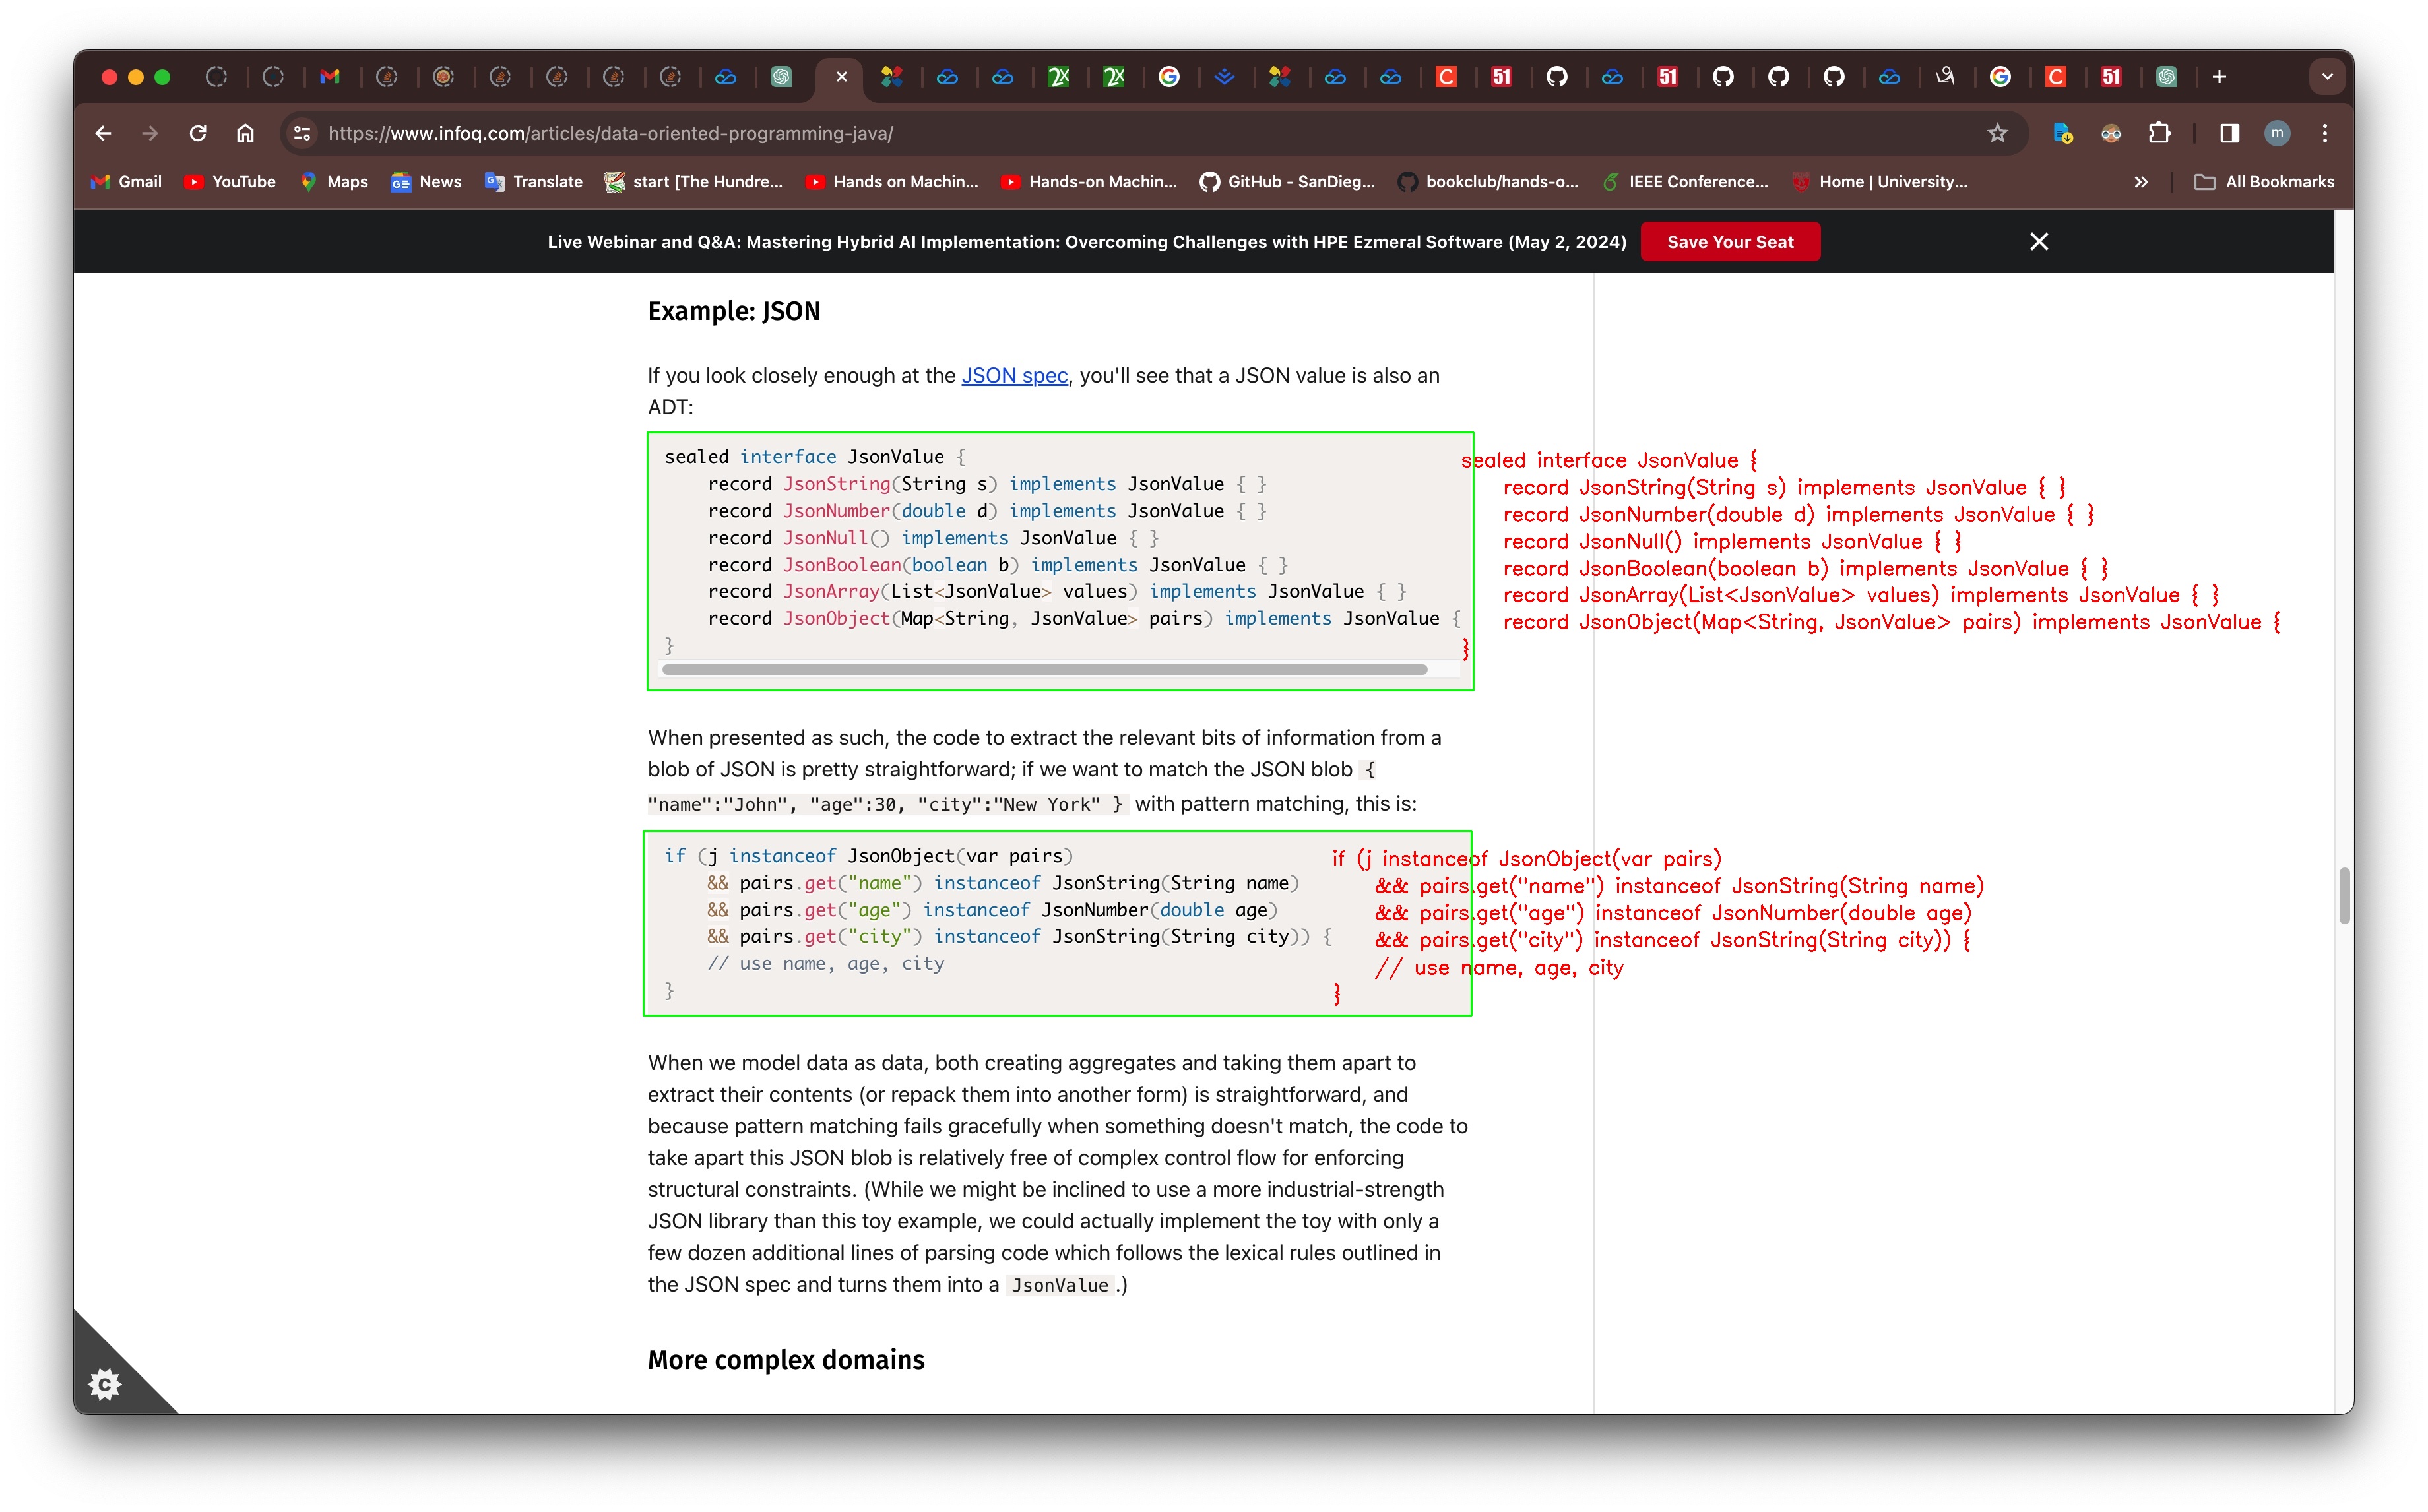 https://www.infoq.com/articles/data-oriented-programming-java/
m
Gmail YouTube Maps News Translate start [The Hundre... Hands on Machin... Hands-on Machin... GitHub - SanDieg... bookclub/hands-o... IEEE Conference... Home | University... All Bookmarks
Live Webinar and Q&A: Mastering Hybrid AI Implementation: Overcoming Challenges with HPE Ezmeral Software (May 2, 2024) Save Your Seat
Example: JSON
If you look closely enough at the JSON spec, you'll see that a JSON value is also an
ADT:
sealed interface JsonValue {
    record JsonString(String s) implements JsonValue { }
    record JsonNumber(double d) implements JsonValue { }
    record JsonNull() implements JsonValue { }
    record JsonBoolean(boolean b) implements JsonValue { }
    record JsonArray(List<JsonValue> values) implements JsonValue { }
    record JsonObject(Map<String, JsonValue> pairs) implements JsonValue {
}
sealed interface JsonValue {
    record JsonString(String s) implements JsonValue { }
    record JsonNumber(double d) implements JsonValue { }
    record JsonNull() implements JsonValue { }
    record JsonBoolean(boolean b) implements JsonValue { }
    record JsonArray(List<JsonValue> values) implements JsonValue { }
    record JsonObject(Map<String, JsonValue> pairs) implements JsonValue {
}
When presented as such, the code to extract the relevant bits of information from a
blob of JSON is pretty straightforward; if we want to match the JSON blob {
"name":"John", "age":30, "city":"New York" } with pattern matching, this is:
if (j instanceof JsonObject(var pairs)
    && pairs.get("name") instanceof JsonString(String name)
    && pairs.get("age") instanceof JsonNumber(double age)
    && pairs.get("city") instanceof JsonString(String city)) {
    // use name, age, city
}
if (j instanceof JsonObject(var pairs)
    && pairs.get("name") instanceof JsonString(String name)
    && pairs.get("age") instanceof JsonNumber(double age)
    && pairs.get("city") instanceof JsonString(String city)) {
    // use name, age, city
}
When we model data as data, both creating aggregates and taking them apart to
extract their contents (or repack them into another form) is straightforward, and
because pattern matching fails gracefully when something doesn't match, the code to
take apart this JSON blob is relatively free of complex control flow for enforcing
structural constraints. (While we might be inclined to use a more industrial-strength
JSON library than this toy example, we could actually implement the toy with only a
few dozen additional lines of parsing code which follows the lexical rules outlined in
the JSON spec and turns them into a JsonValue.)
More complex domains